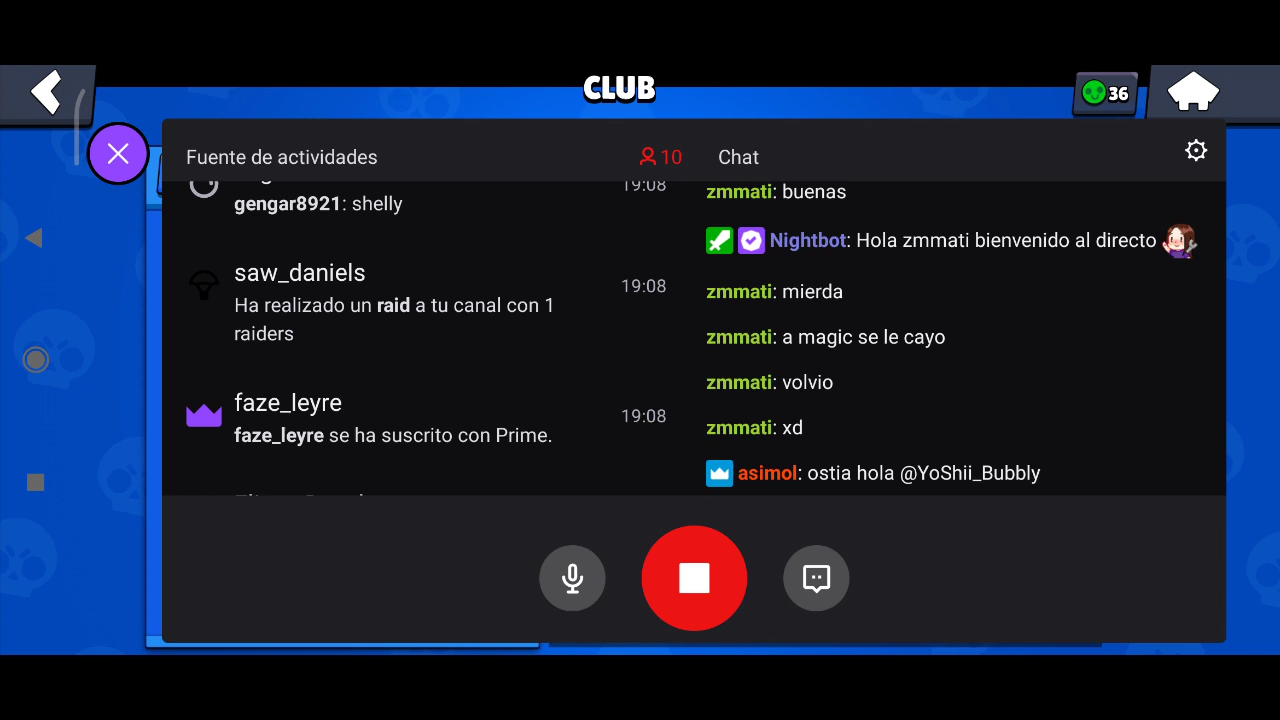 CLUB
36
Fuente de actividades
10
Chat
19:08
gengar8921: shelly
saw_daniels
19:08
Ha realizado un raid a tu canal con 1
raiders
faze_leyre
19:08
faze_leyre se ha suscrito con Prime.
zmmati: buenas
Nightbot: Hola zmmati bienvenido al directo
zmmati: mierda
zmmati: a magic se le cayo
zmmati: volvio
zmmati: xd
asimol: ostia hola @YoShii_Bubbly